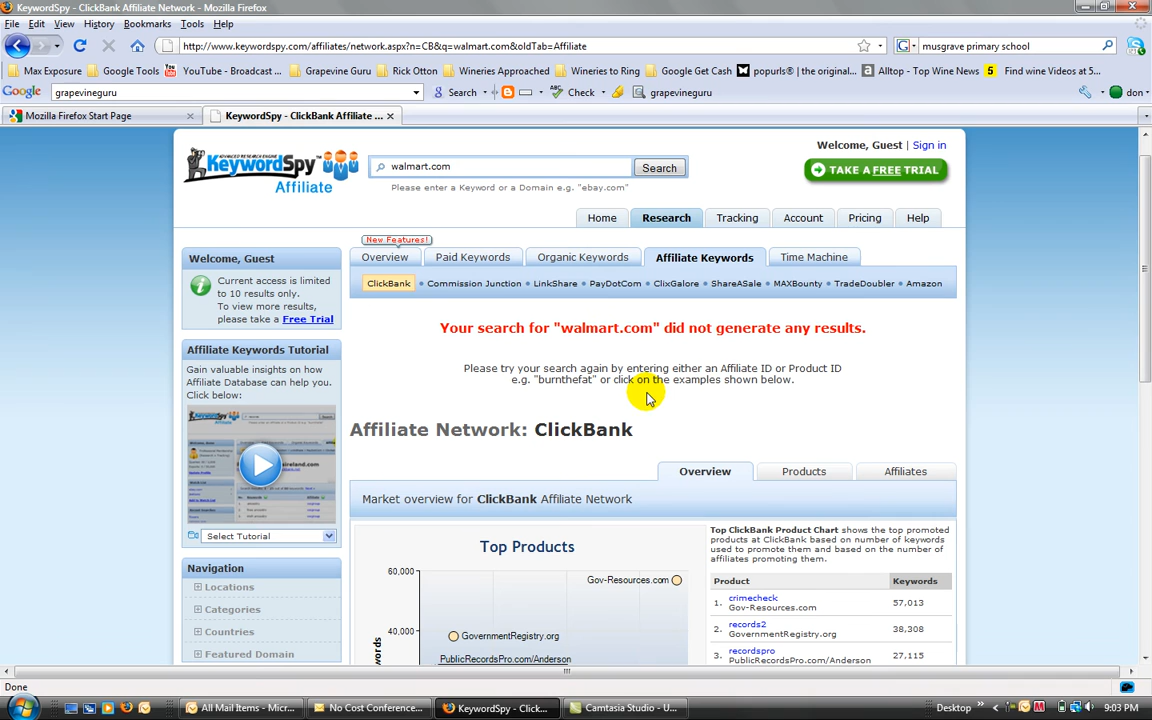 KeywordSpy - ClickBank Affiliate Network - Mozilla Firefox
File Edit View History Bookmarks Tools Help
http://www.keywordspy.com/affiliates/network.aspx?n=CB&q=walmart.com&oldTab=Affiliate
musgrave primary school
Max Exposure Google Tools YouTube - Broadcast ... Grapevine Guru Rick Otton Wineries Approached Wineries to Ring Google Get Cash popurls® | the original... Alltop - Top Wine News Find wine Videos at 5...
Google grapevineguru Search Check grapevineguru don
Mozilla Firefox Start Page
KeywordSpy - ClickBank Affiliate ...
Welcome, Guest | Sign in
ADVANCED RESEARCH ENGINE
KeywordSpy™
Affiliate
walmart.com
Search
Please enter a Keyword or a Domain e.g. "ebay.com"
TAKE A FREE TRIAL
Home Research Tracking Account Pricing Help
New Features!
Overview Paid Keywords Organic Keywords Affiliate Keywords Time Machine
ClickBank Commission Junction LinkShare PayDotCom ClixGalore ShareASale MAXBounty TradeDoubler Amazon
Welcome, Guest
Current access is limited
to 10 results only.
To view more results,
please take a Free Trial
Affiliate Keywords Tutorial
Gain valuable insights on how
Affiliate Database can help you.
Click below:
Select Tutorial
Navigation
Locations
Categories
Countries
Featured Domain
Your search for "walmart.com" did not generate any results.
Please try your search again by entering either an Affiliate ID or Product ID
e.g. "burnthefat" or click on the examples shown below.
Affiliate Network: ClickBank
Overview Products Affiliates
Market overview for ClickBank Affiliate Network
Top Products
60,000
40,000
Gov-Resources.com
GovernmentRegistry.org
PublicRecordsPro.com/Anderson
Top ClickBank Product Chart shows the top promoted
products at ClickBank based on number of keywords
used to promote them and based on the number of
affiliates promoting them.
Product Keywords
1. crimecheck 57,013
Gov-Resources.com
2. records2 38,308
GovernmentRegistry.org
3. recordspro 27,115
PublicRecordsPro.com/Anderson
Done
All Mail Items - Micr... No Cost Conference... KeywordSpy - Click... Camtasia Studio - U... Desktop 9:03 PM